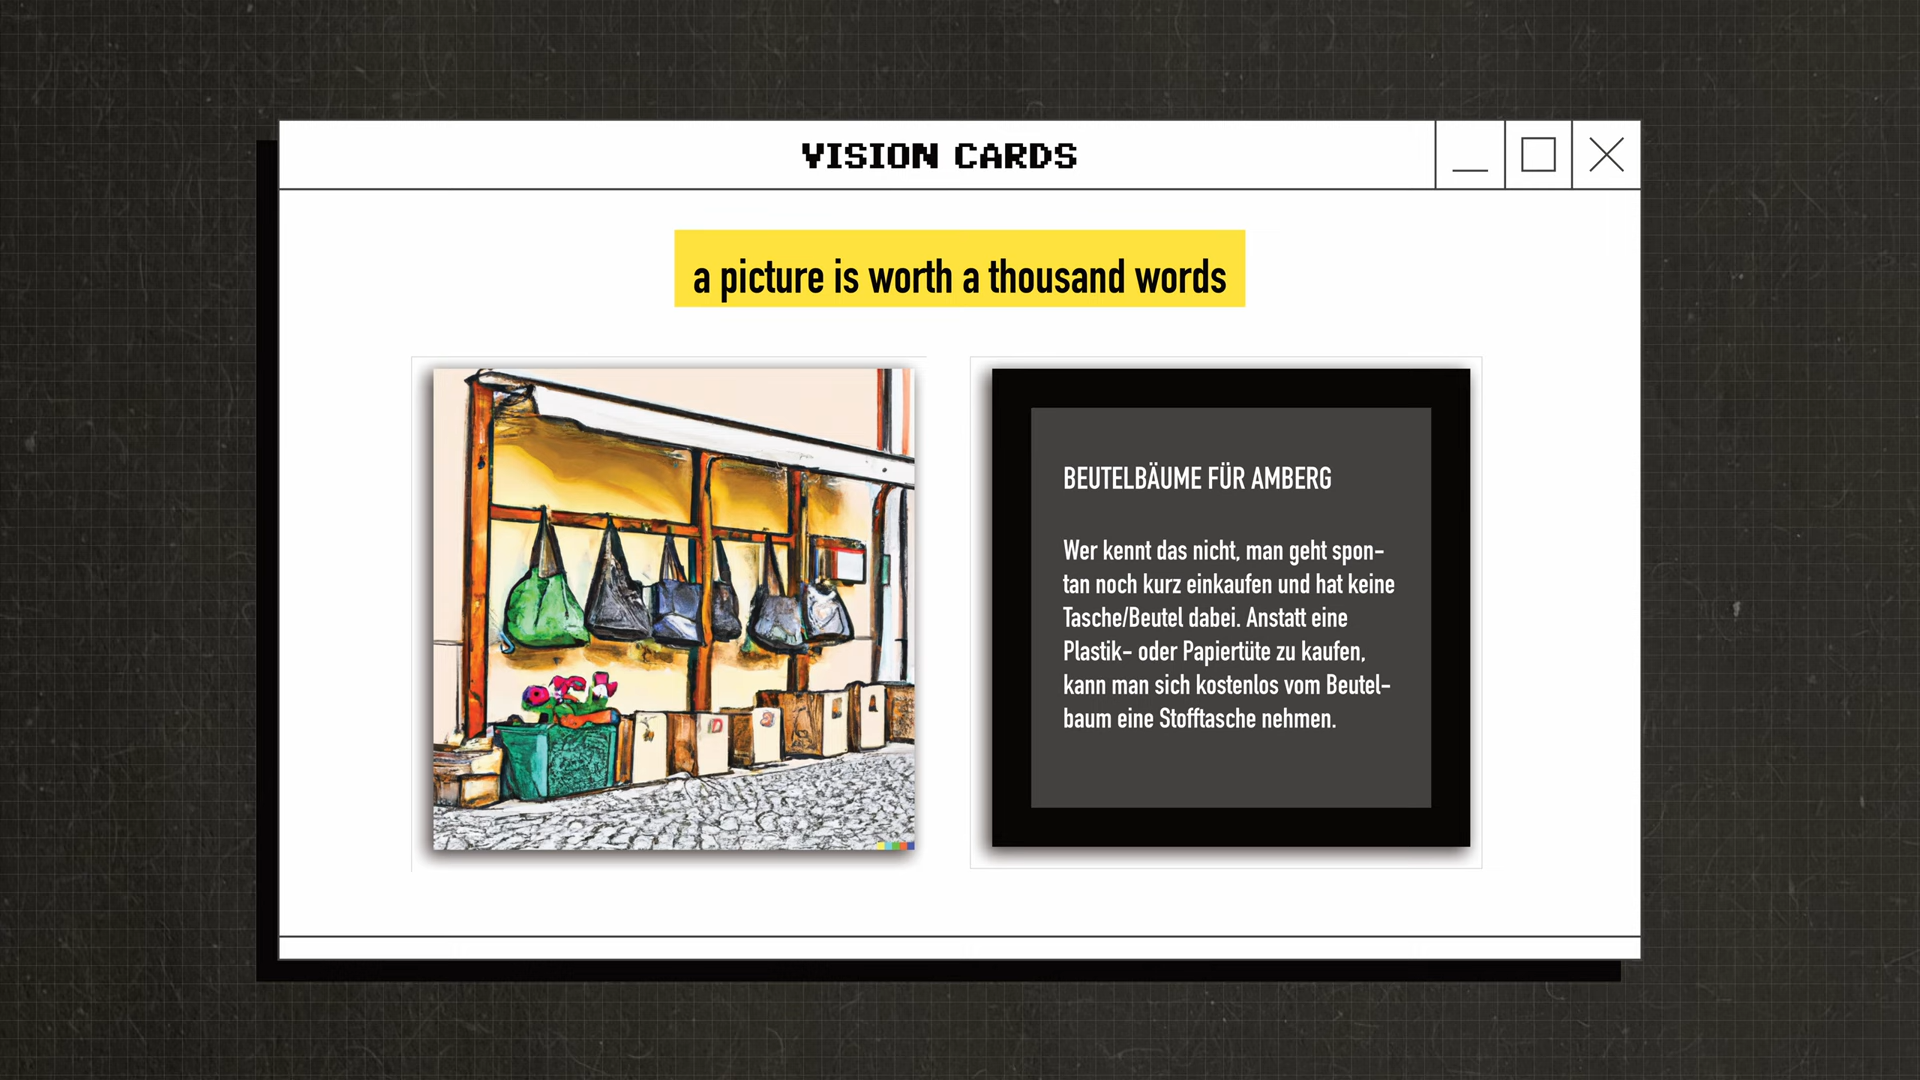 VISION CARDS
a picture is worth a thousand words
BEUTELBÄUME FÜR AMBERG
Wer kennt das nicht, man geht spon-
tan noch kurz einkaufen und hat keine
Tasche/Beutel dabei. Anstatt eine
Plastik- oder Papiertüte zu kaufen,
kann man sich kostenlos vom Beutel-
baum eine Stofftasche nehmen.